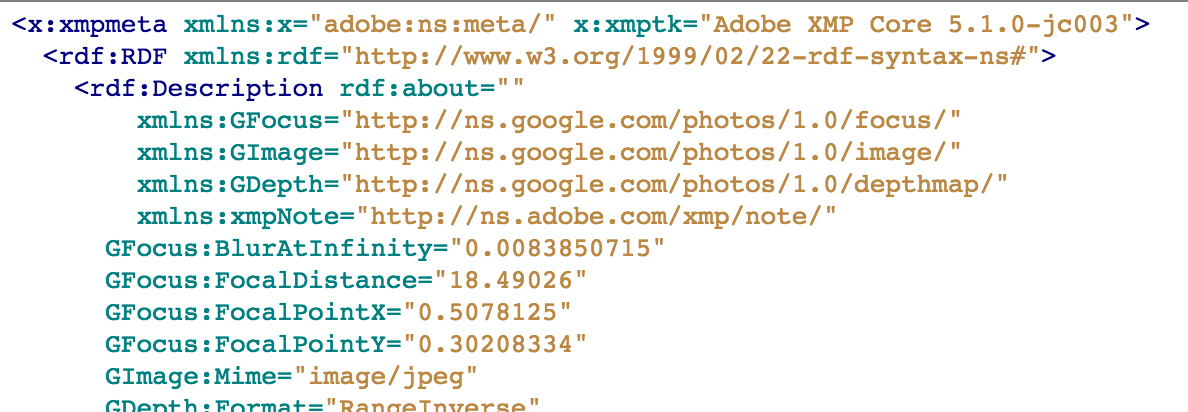 <x:xmpmeta xmlns:x="adobe:ns:meta/" x:xmptk="Adobe XMP Core 5.1.0-jc003">
<rdf:RDF xmlns:rdf="http://www.w3.org/1999/02/22-rdf-syntax-ns#">
<rdf:Description rdf:about=""
xmlns:GFocus="http://ns.google.com/photos/1.0/focus/"
xmlns:GImage="http://ns.google.com/photos/1.0/image/"
xmlns:GDepth="http://ns.google.com/photos/1.0/depthmap/"
xmlns:xmpNote="http://ns.adobe.com/xmp/note/"
GFocus:BlurAtInfinity="0.0083850715"
GFocus:FocalDistance="18.49026"
GFocus:FocalPointX="0.5078125"
GFocus:FocalPointY="0.30208334"
GImage:Mime="image/jpeg"
GDepth:Format="RangeInverse"